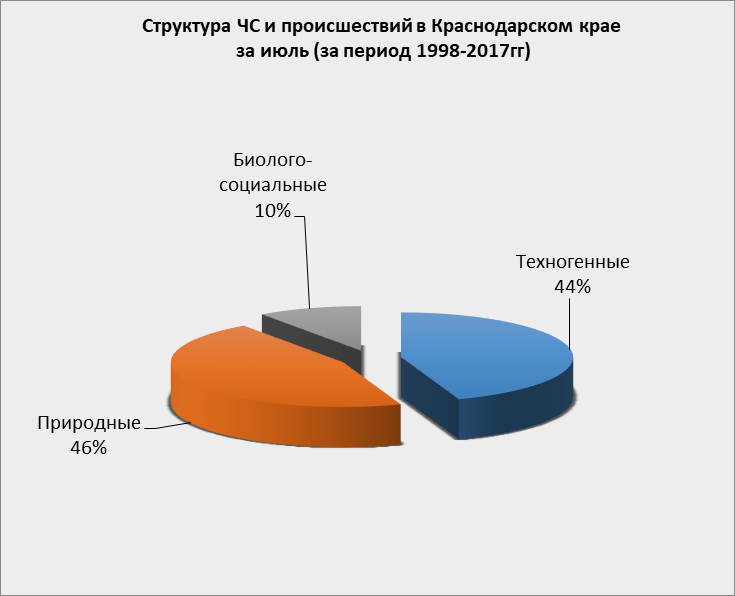 Структура ЧС и происшествий в Краснодарском крае
за июль (за период 1998-2017гг)
Биолого-
социальные
10%
Техногенные
44%
Природные
46%